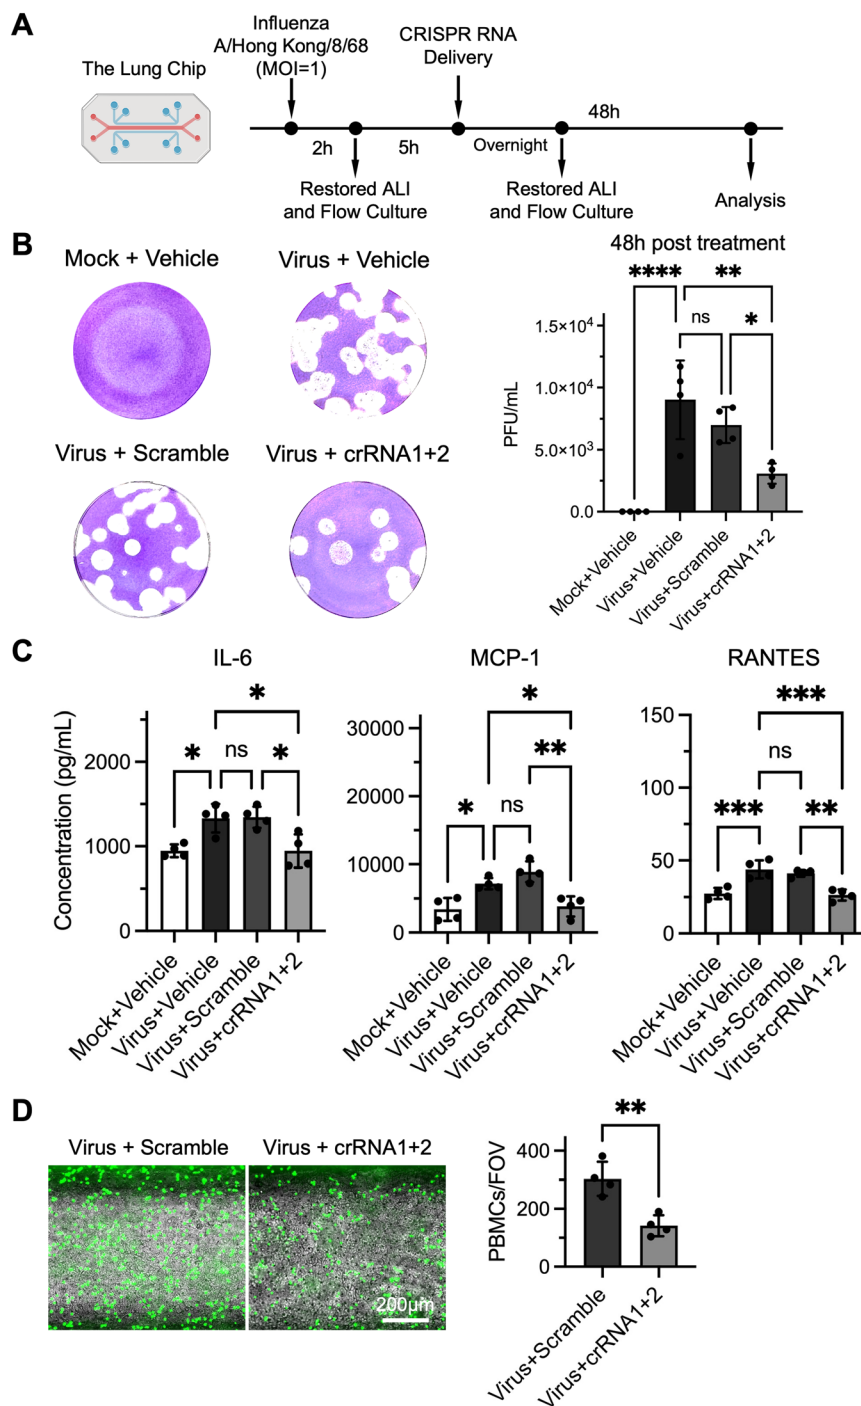 A
The Lung Chip
Influenza
A/Hong Kong/8/68
(MOI=1)
CRISPR RNA
Delivery
2h
5h
Overnight
48h
Restored ALI
and Flow Culture
Restored ALI
and Flow Culture
Analysis
B
Mock + Vehicle
Virus + Vehicle
Virus + Scramble
Virus + crRNA1+2
48h post treatment
**** **
ns *
PFU/mL
1.5×10⁴
1.0×10⁴
5.0×10³
0.0
Mock+Vehicle
Virus+Vehicle
Virus+Scramble
Virus+crRNA1+2
C
IL-6
*
* ns *
Concentration (pg/mL)
2000
1000
0
Mock+Vehicle
Virus+Vehicle
Virus+Scramble
Virus+crRNA1+2
MCP-1
*
**
* ns
30000
20000
10000
0
Mock+Vehicle
Virus+Vehicle
Virus+Scramble
Virus+crRNA1+2
RANTES
***
ns
*** **
150
100
50
0
Mock+Vehicle
Virus+Vehicle
Virus+Scramble
Virus+crRNA1+2
D
Virus + Scramble
Virus + crRNA1+2
200μm
**
PBMCs/FOV
400
200
0
Virus+Scramble
Virus+crRNA1+2